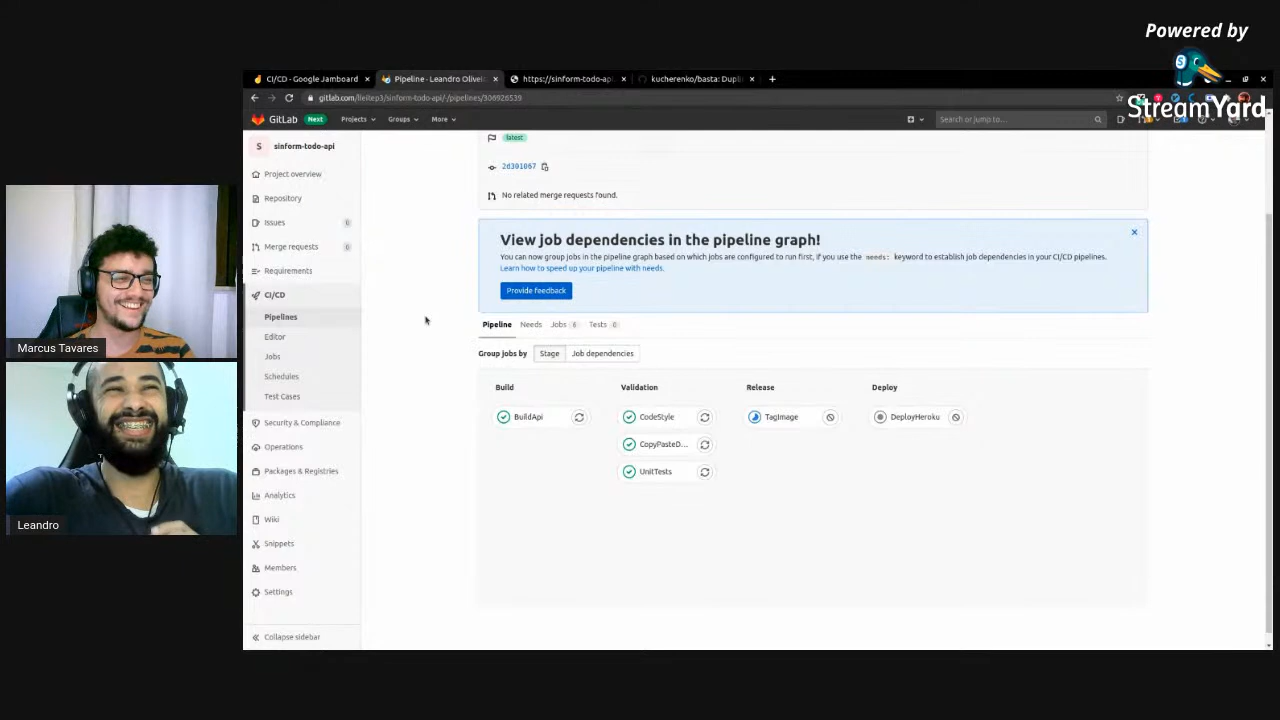 Powered by
StreamYard
CI/CD - Google Jamboard
Pipeline · Leandro Oliveir
https://sinform-todo-ap
kucherenko/basta: Dupli
gitlab.com/lleitep3/sinform-todo-api/-/pipelines/306926539
GitLab
Next
Projects
Groups
More
Search or jump to...
S
sinform-todo-api
Project overview
Repository
Issues 0
Merge requests 0
Requirements
CI/CD
Pipelines
Editor
Jobs
Schedules
Test Cases
Security & Compliance
Operations
Packages & Registries
Analytics
Wiki
Snippets
Members
Settings
Collapse sidebar
latest
2d301067
No related merge requests found.
View job dependencies in the pipeline graph!
You can now group jobs in the pipeline graph based on which jobs are configured to run first, if you use the needs: keyword to establish job dependencies in your CI/CD pipelines.
Learn how to speed up your pipeline with needs.
Provide feedback
Pipeline Needs Jobs 6 Tests 0
Group jobs by Stage Job dependencies
Build Validation Release Deploy
BuildApi CodeStyle TagImage DeployHeroku
CopyPasteD...
UnitTests
Marcus Tavares
Leandro